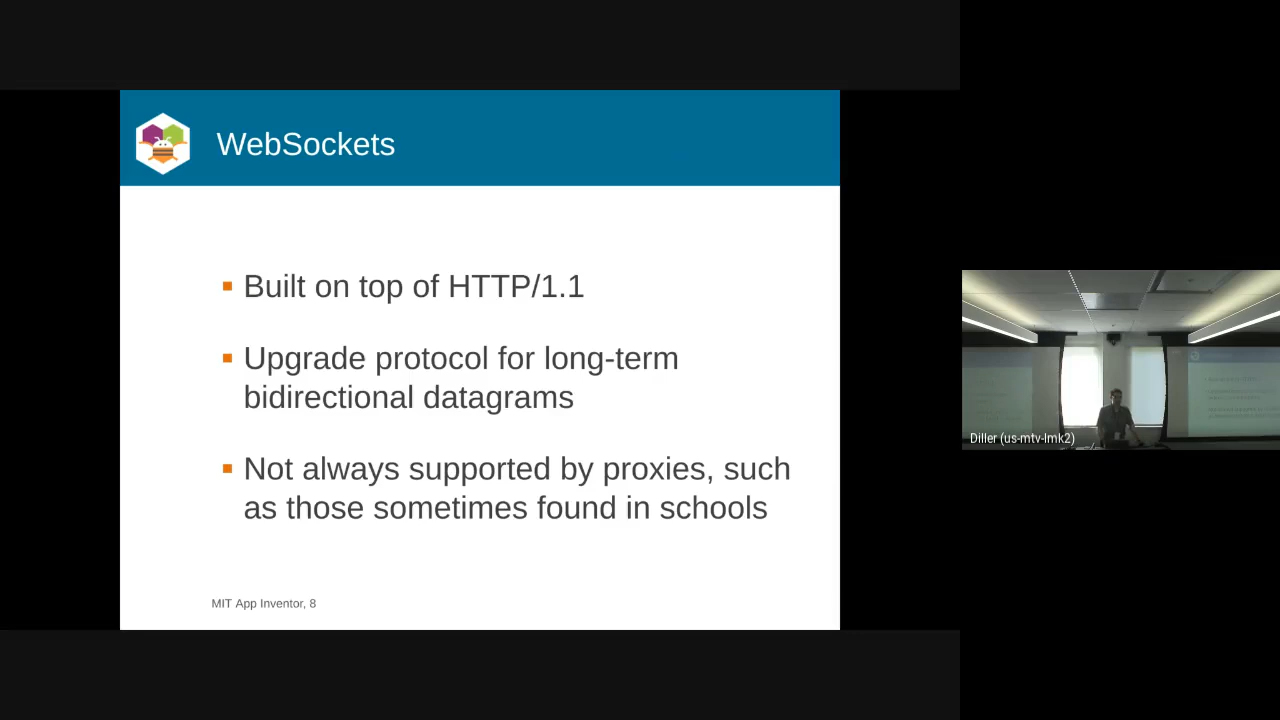 WebSockets
Built on top of HTTP/1.1
Upgrade protocol for long-term
bidirectional datagrams
Not always supported by proxies, such
as those sometimes found in schools
MIT App Inventor, 8
Diller (us-mtv-lmk2)